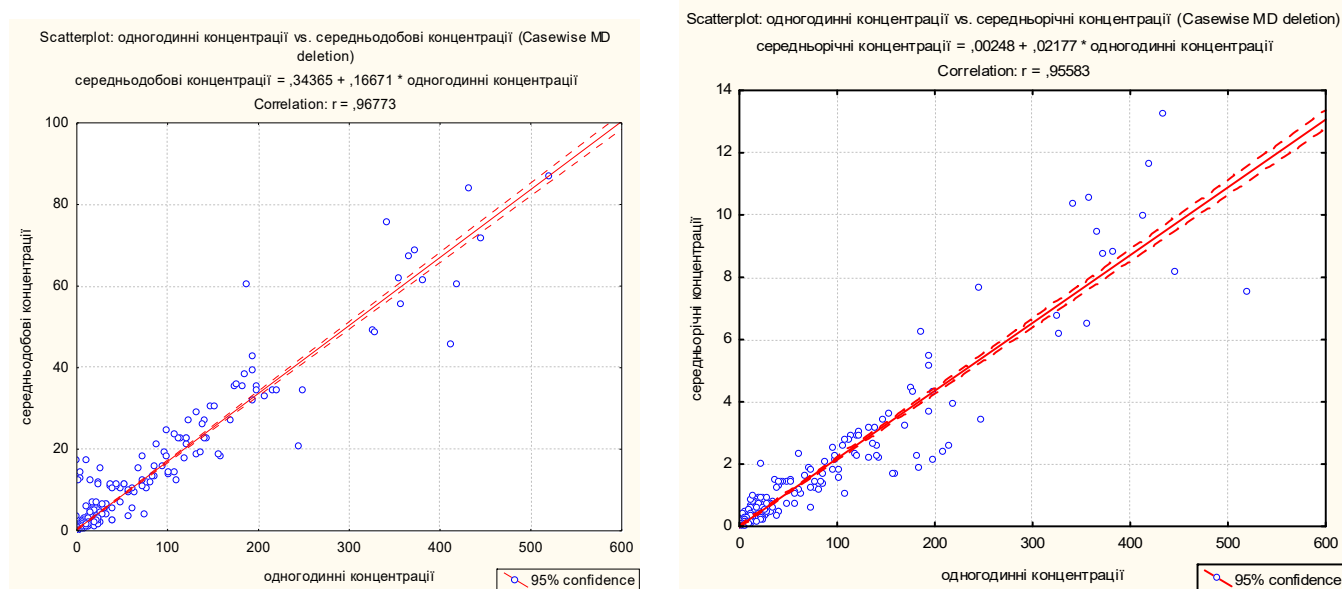 Scatterplot: одногодинні концентрації vs. середньодобові концентрації (Casewise MD
deletion)
середньодобові концентрації = ,34365 + ,16671 * одногодинні концентрації
Correlation: r = ,96773
100
80
60
40
20
0
середньодобові концентрації
0 100 200 300 400 500 600
одногодинні концентрації
95% confidence
Scatterplot: одногодинні концентрації vs. середньорічні концентрації (Casewise MD deletion)
середньорічні концентрації = ,00248 + ,02177 * одногодинні концентрації
Correlation: r = ,95583
14
12
10
8
6
4
2
0
середньорічні концентрації
0 100 200 300 400 500 600
одногодинні концентрації
95% confidence